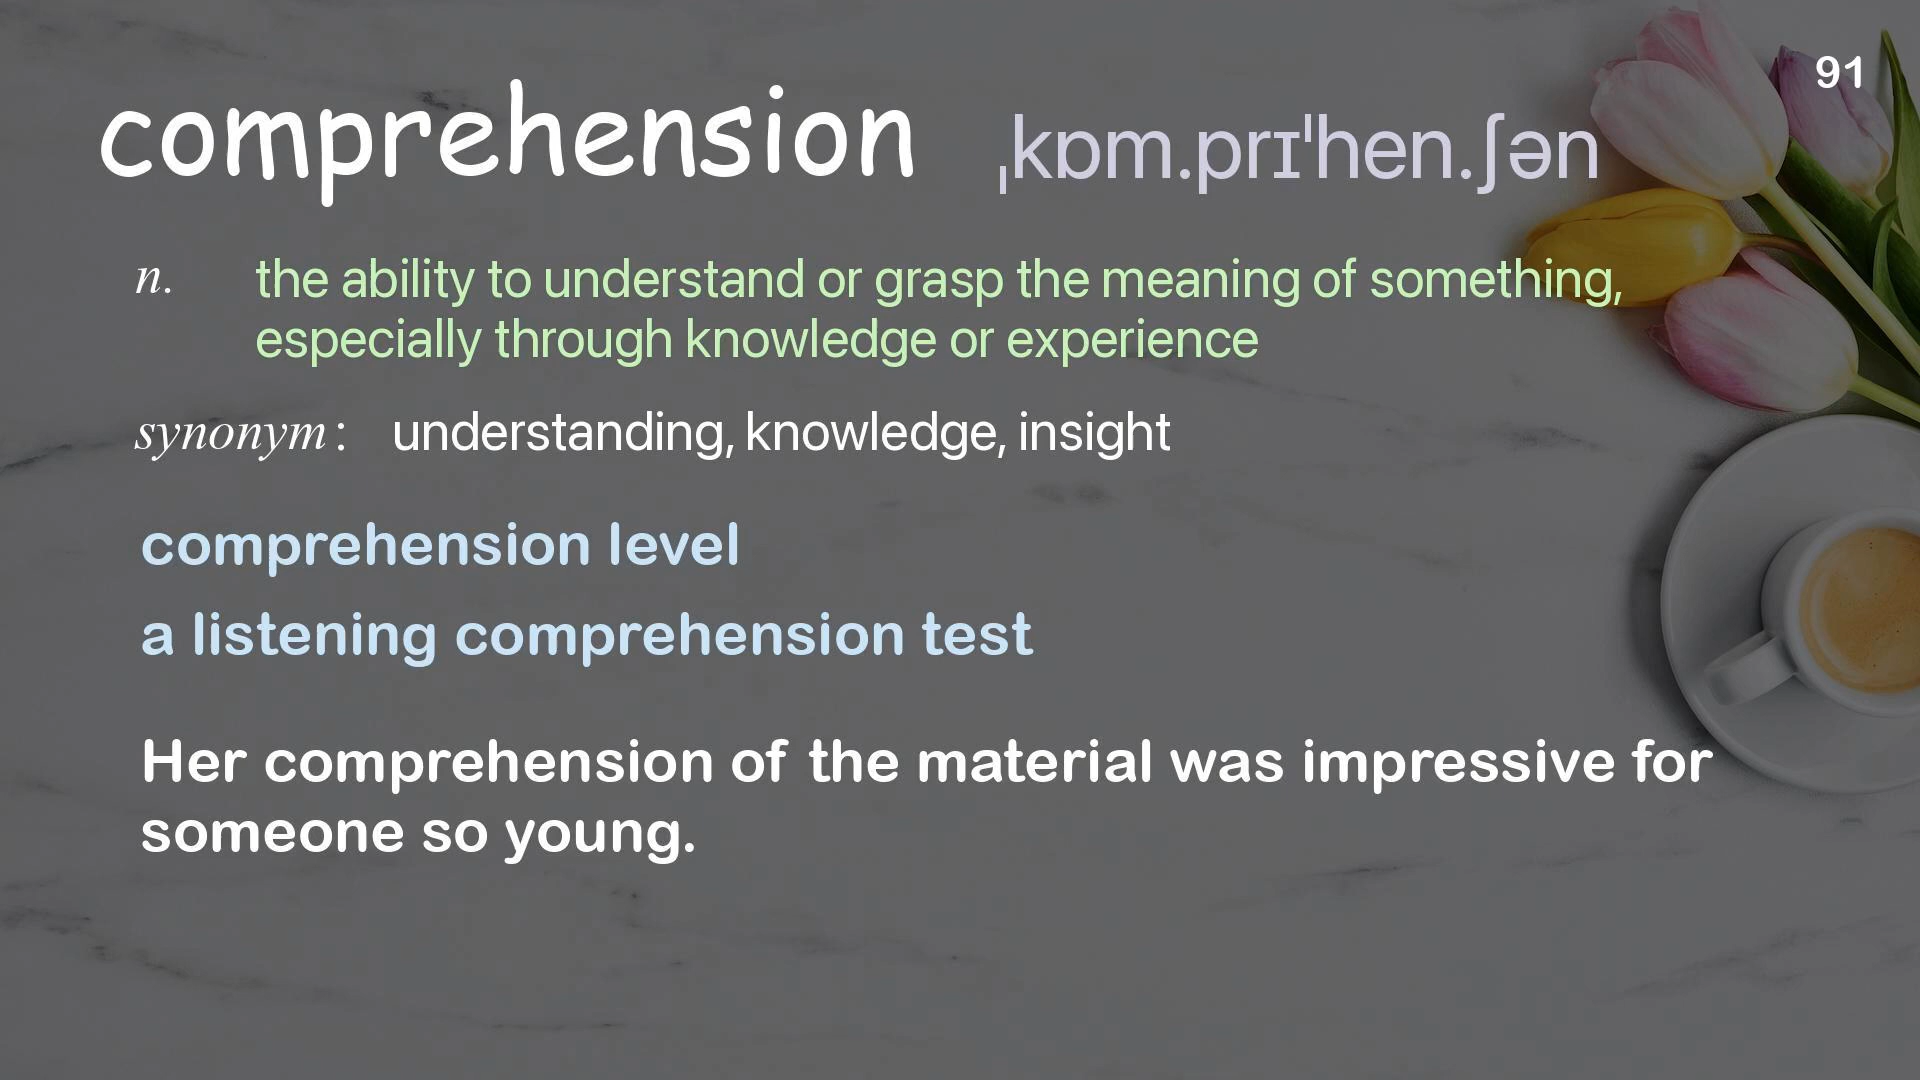 91
comprehension ˌkɒm.prɪˈhen.ʃən
n. the ability to understand or grasp the meaning of something,
especially through knowledge or experience
synonym: understanding, knowledge, insight
comprehension level
a listening comprehension test
Her comprehension of the material was impressive for
someone so young.